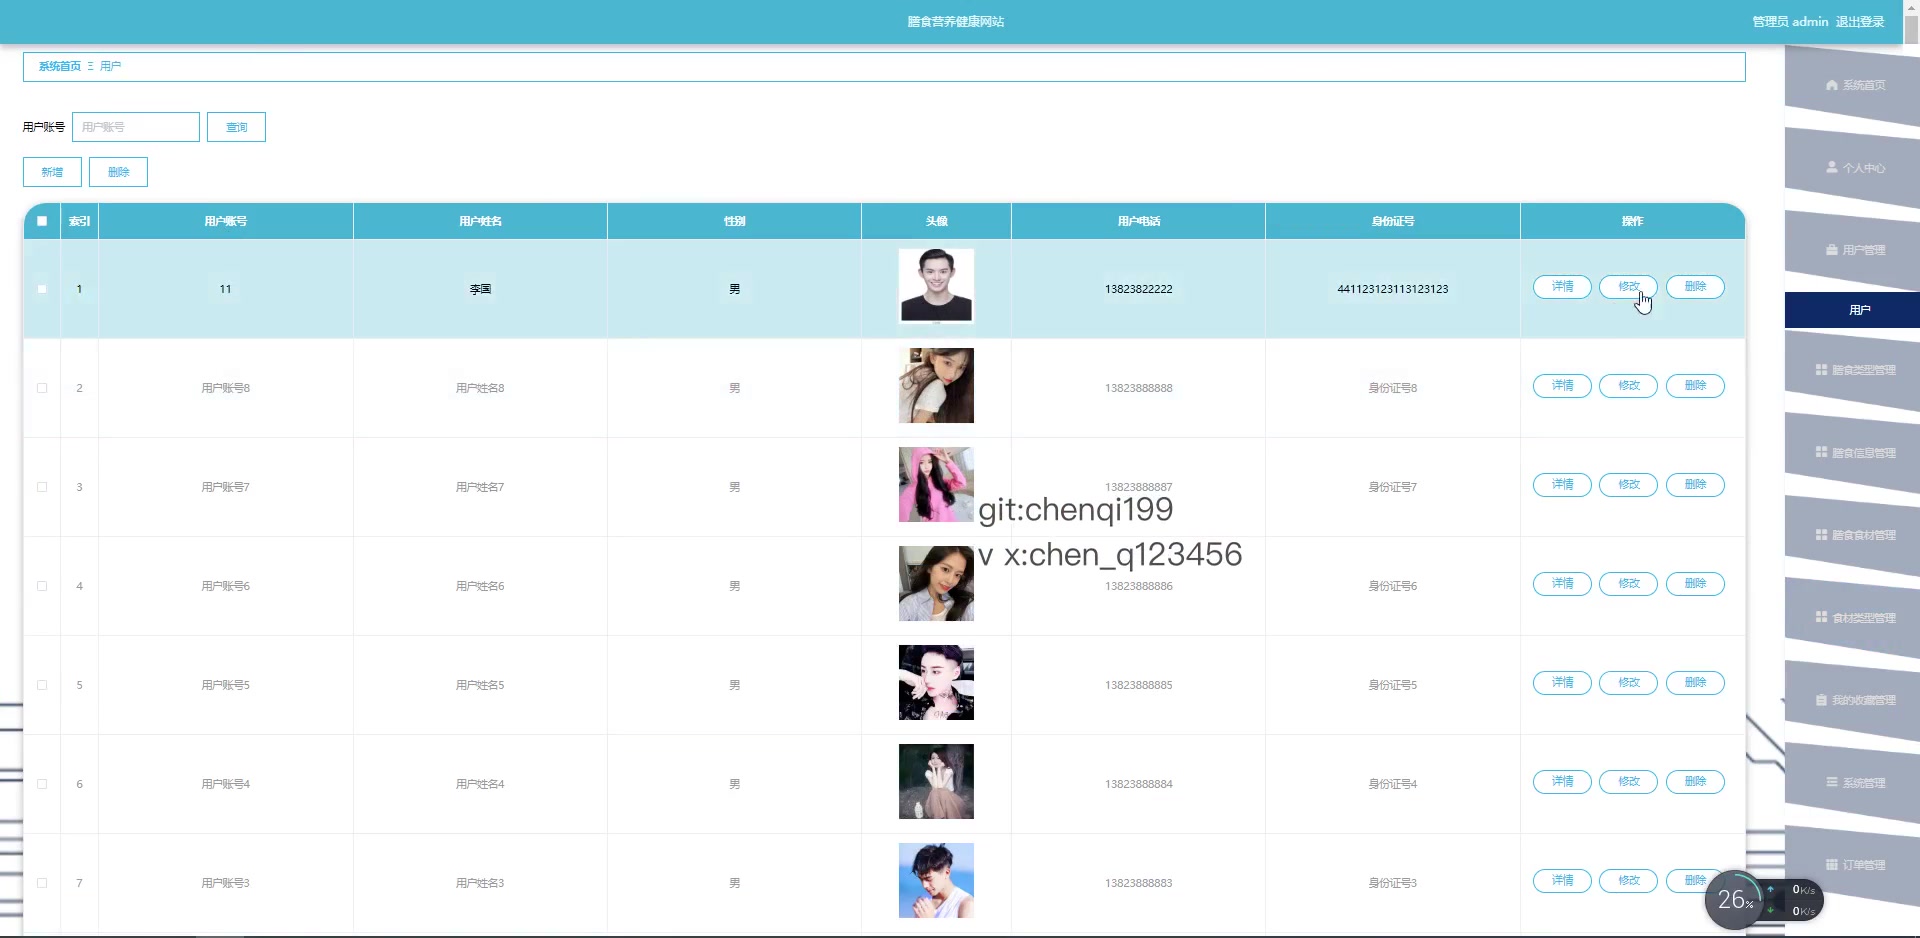 膳食营养健康网站
管理员 admin 退出登录
系统首页 Ξ 用户
用户账号 用户账号 查询
新增 删除
索引 用户账号 用户姓名 性别 头像 用户电话 身份证号 操作
1 11 李国 男 13823822222 441123123113123123 详情 修改 删除
2 用户账号8 用户姓名8 男 13823888888 身份证号8 详情 修改 删除
3 用户账号7 用户姓名7 男 13823888887 身份证号7 详情 修改 删除
git:chenqi199
v x:chen_q123456
4 用户账号6 用户姓名6 男 13823888886 身份证号6 详情 修改 删除
5 用户账号5 用户姓名5 男 13823888885 身份证号5 详情 修改 删除
6 用户账号4 用户姓名4 男 13823888884 身份证号4 详情 修改 删除
7 用户账号3 用户姓名3 男 13823888883 身份证号3 详情 修改 删除
系统首页
个人中心
用户管理
用户
膳食类型管理
膳食信息管理
膳食食材管理
食材类型管理
我的收藏管理
系统管理
订单管理
26%
0K/s
0K/s